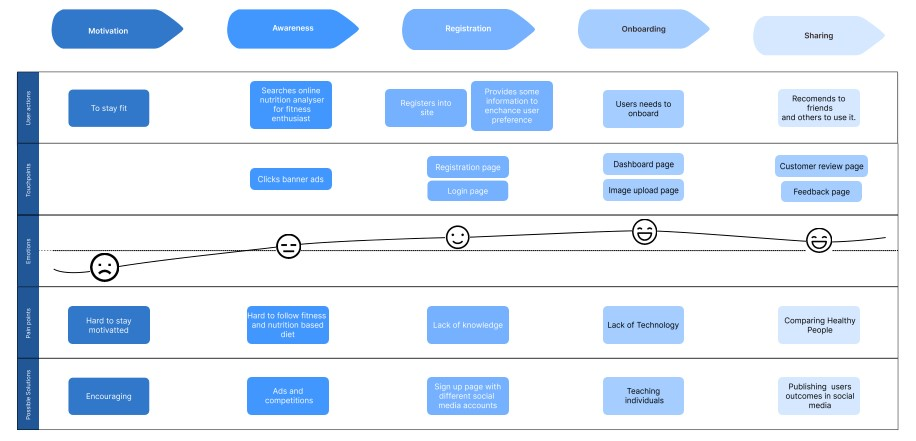 Motivation
Awareness
Registration
Onboarding
Sharing
User actions
To stay fit
Searches online
nutrition analyser
for fitness
enthusiast
Registers into
site
Provides some
information to
enchance user
preference
Users needs to
onboard
Recomends to
friends
and others to use it.
Touchpoints
Clicks banner ads
Registration page
Login page
Dashboard page
Image upload page
Customer review page
Feedback page
Emotions
Pain points
Hard to stay
motivatted
Hard to follow fitness
and nutrition based
diet
Lack of knowledge
Lack of Technology
Comparing Healthy
People
Possible Solutions
Encouraging
Ads and
competitions
Sign up page with
different social
media accounts
Teaching
individuals
Publishing users
outcomes in social
media